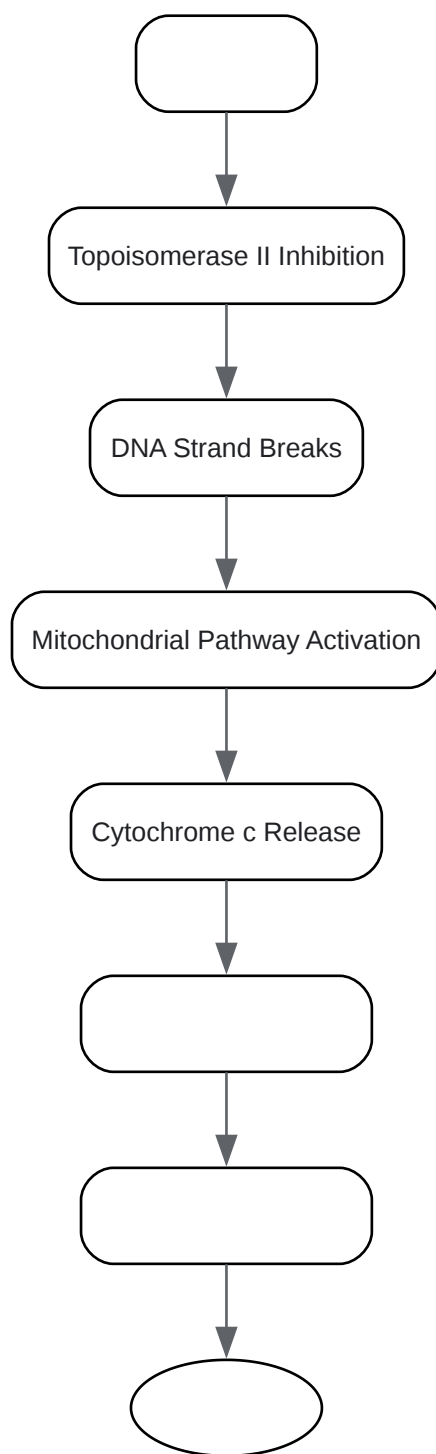 Topoisomerase II Inhibition
DNA Strand Breaks
Mitochondrial Pathway Activation
Cytochrome c Release